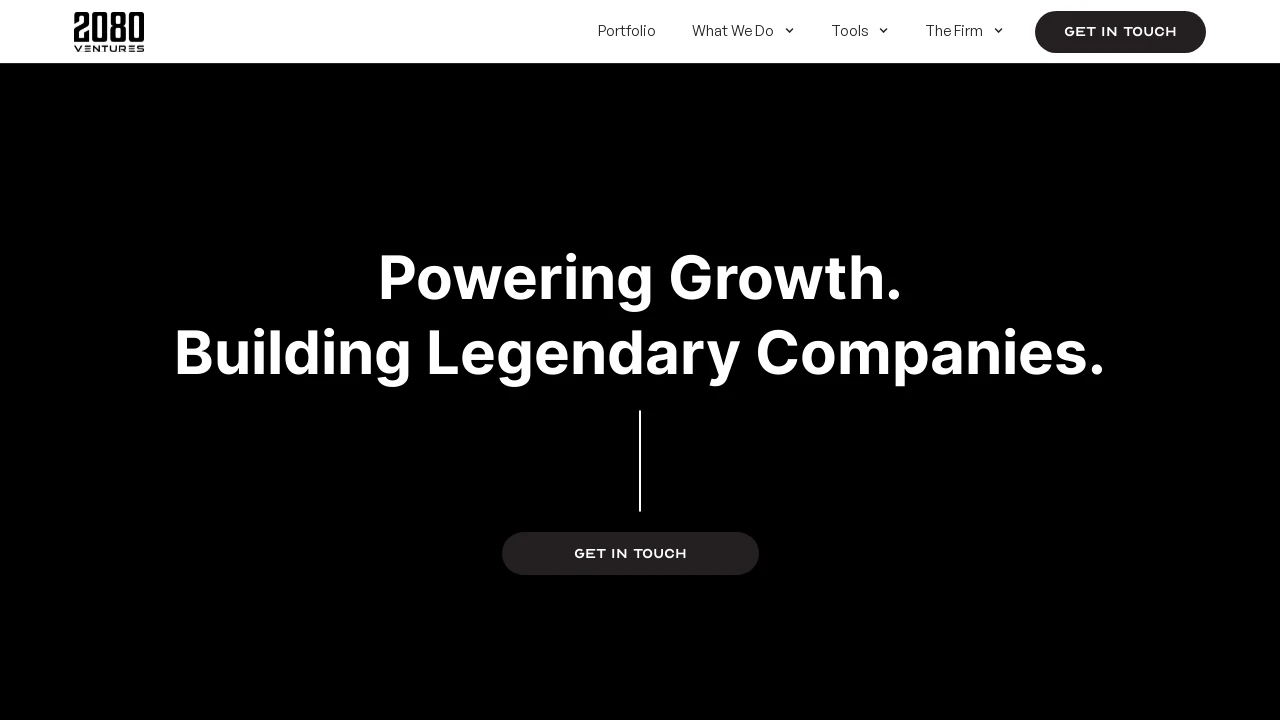 2080
VENTURES
Portfolio
What We Do
Tools
The Firm
GET IN TOUCH
Powering Growth.
Building Legendary Companies.
GET IN TOUCH